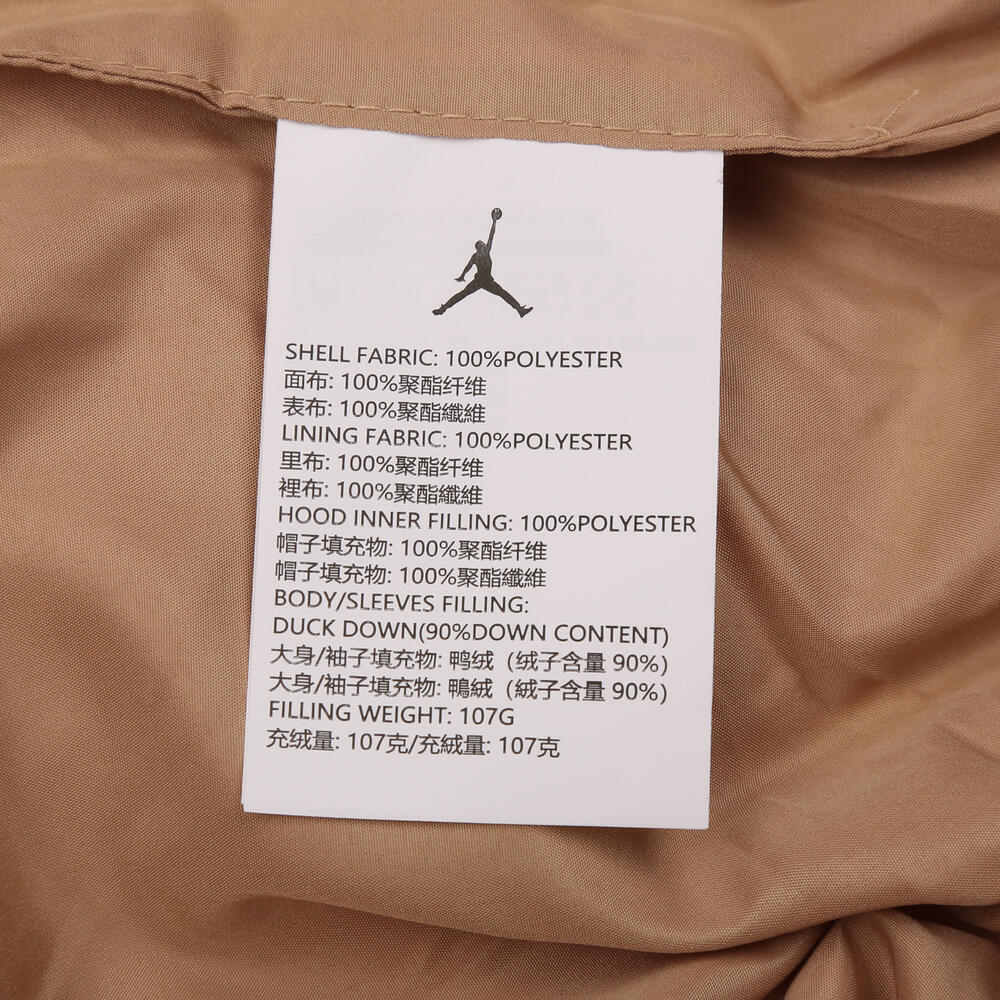 SHELL FABRIC: 100%POLYESTER
面布: 100%聚酯纤维
表布: 100%聚酯纖維
LINING FABRIC: 100%POLYESTER
里布: 100%聚酯纤维
裡布: 100%聚酯纖維
HOOD INNER FILLING: 100%POLYESTER
帽子填充物: 100%聚酯纤维
帽子填充物: 100%聚酯纖維
BODY/SLEEVES FILLING:
DUCK DOWN(90%DOWN CONTENT)
大身/袖子填充物: 鸭绒（绒子含量 90%）
大身/袖子填充物: 鴨絨（絨子含量 90%）
FILLING WEIGHT: 107G
充绒量: 107克/充絨量: 107克